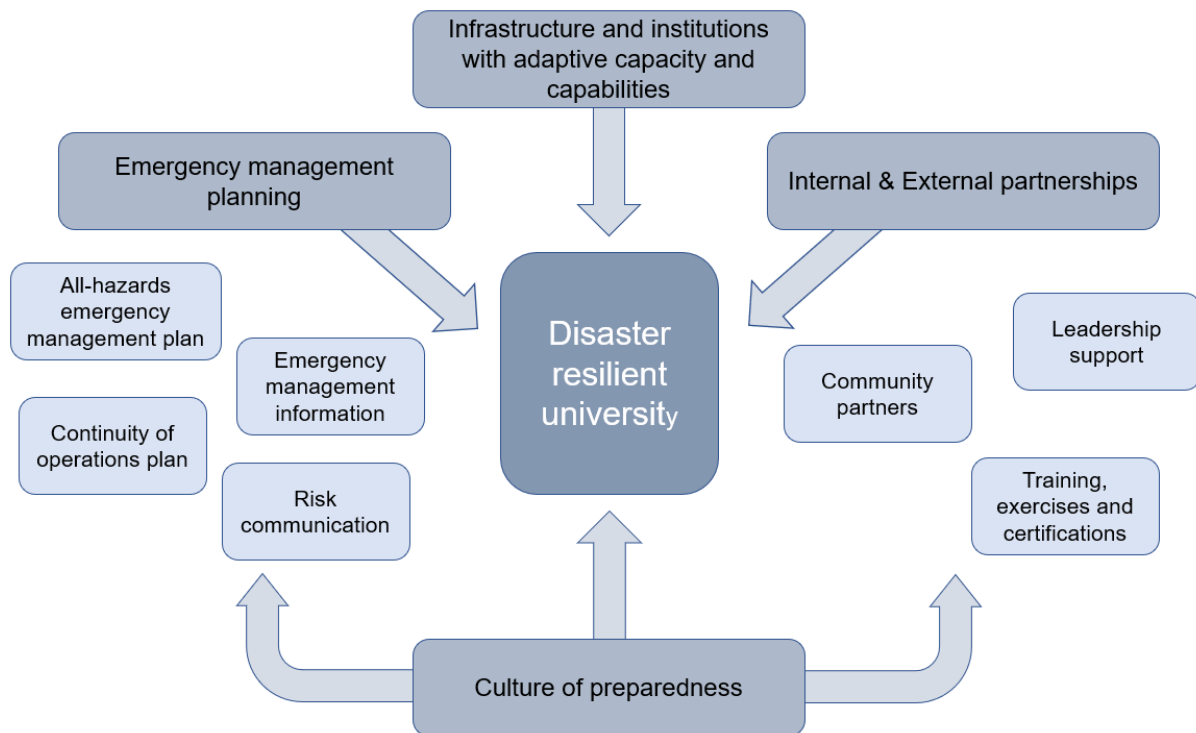 Infrastructure and institutions
with adaptive capacity and
capabilities
Emergency management
planning
Internal & External partnerships
All-hazards
emergency
management plan
Emergency
management
information
Continuity of
operations plan
Risk
communication
Disaster
resilient
university
Community
partners
Leadership
support
Training,
exercises and
certifications
Culture of preparedness